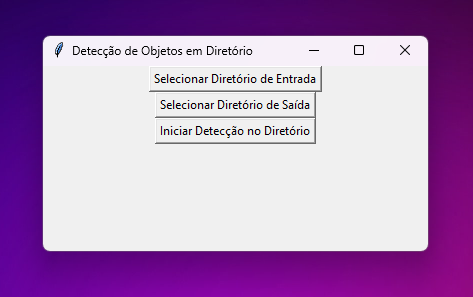 Detecção de Objetos em Diretório
Selecionar Diretório de Entrada
Selecionar Diretório de Saída
Iniciar Detecção no Diretório